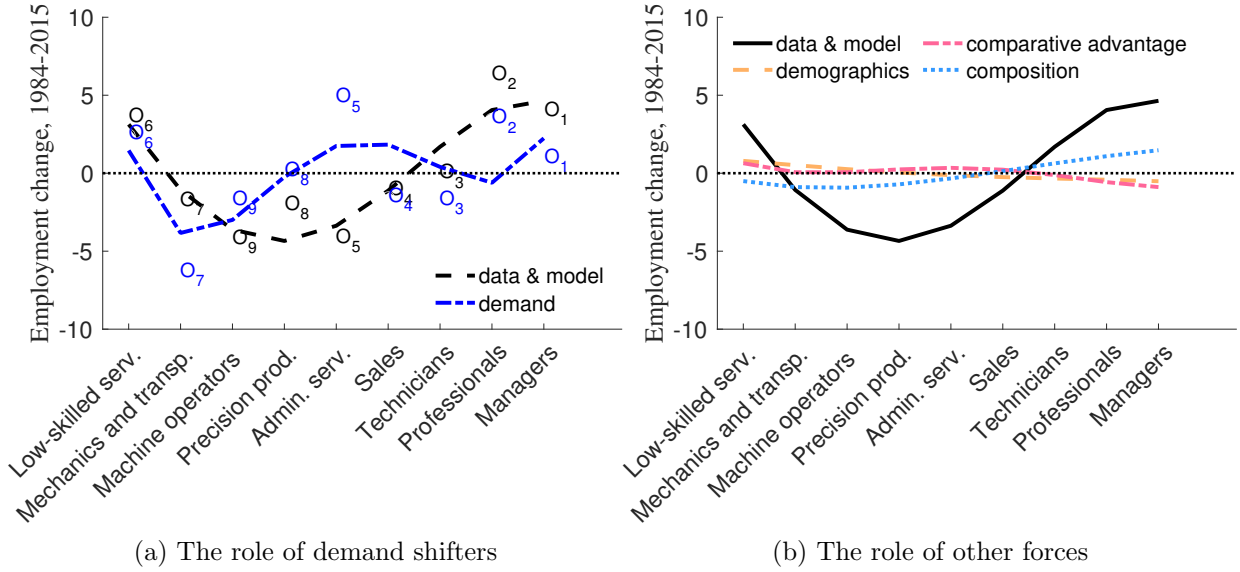 Employment change, 1984-2015
10
5
0
-5
-10
O6
O6
O7
O7
O9
O9
O8
O8
O5
O5
O4
O4
O3
O3
O2
O2
O1
O1
data & model
demand
Low-skilled serv.
Mechanics and transp.
Machine operators
Precision prod.
Admin. serv.
Sales
Technicians
Professionals
Managers
(a) The role of demand shifters
Employment change, 1984-2015
10
5
0
-5
-10
data & model
demographics
comparative advantage
composition
Low-skilled serv.
Mechanics and transp.
Machine operators
Precision prod.
Admin. serv.
Sales
Technicians
Professionals
Managers
(b) The role of other forces